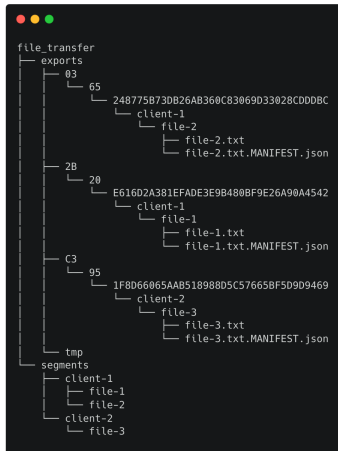 file_transfer
├── exports
│   ├── 03
│   │   └── 65
│   │       └── 248775B73DB26AB360C83069D33028CDDDBC
│   │           └── client-1
│   │               └── file-2
│   │                   ├── file-2.txt
│   │                   └── file-2.txt.MANIFEST.json
│   ├── 2B
│   │   └── 20
│   │       └── E616D2A381EFADE3E9B480BF9E26A90A4542
│   │           └── client-1
│   │               └── file-1
│   │                   ├── file-1.txt
│   │                   └── file-1.txt.MANIFEST.json
│   ├── C3
│   │   └── 95
│   │       └── 1F8D66065AAB518988D5C57665BF5D9D9469
│   │           └── client-2
│   │               └── file-3
│   │                   ├── file-3.txt
│   │                   └── file-3.txt.MANIFEST.json
│   └── tmp
└── segments
    ├── client-1
    │   ├── file-1
    │   └── file-2
    └── client-2
        └── file-3